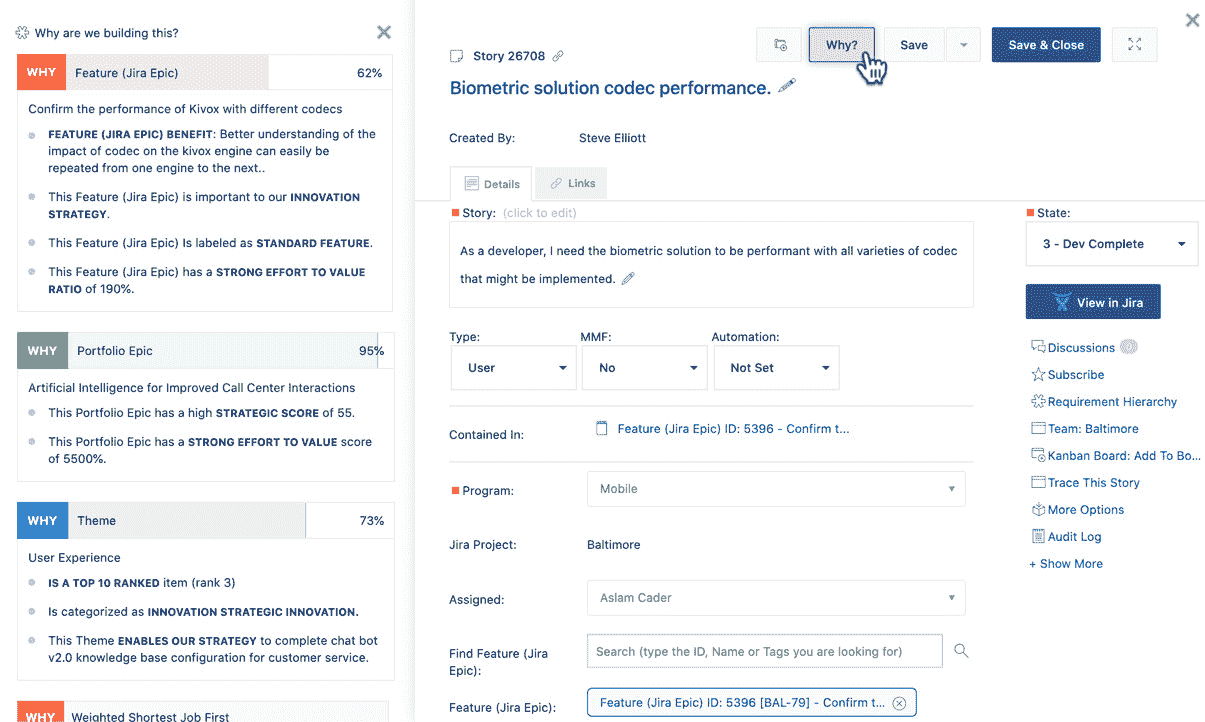 Why are we building this?
WHY Feature (Jira Epic) 62%
Confirm the performance of Kivox with different codecs
FEATURE (JIRA EPIC) BENEFIT: Better understanding of the
impact of codec on the kivox engine can easily be
repeated from one engine to the next..
This Feature (Jira Epic) is important to our INNOVATION
STRATEGY.
This Feature (Jira Epic) Is labeled as STANDARD FEATURE.
This Feature (Jira Epic) has a STRONG EFFORT TO VALUE
RATIO of 190%.
WHY Portfolio Epic 95%
Artificial Intelligence for Improved Call Center Interactions
This Portfolio Epic has a high STRATEGIC SCORE of 55.
This Portfolio Epic has a STRONG EFFORT TO VALUE score
of 5500%.
WHY Theme 73%
User Experience
IS A TOP 10 RANKED item (rank 3)
Is categorized as INNOVATION STRATEGIC INNOVATION.
This Theme ENABLES OUR STRATEGY to complete chat bot
v2.0 knowledge base configuration for customer service.
WHY Weighted Shortest Job First
Why? Save Save & Close
Story 26708
Biometric solution codec performance.
Created By: Steve Elliott
Details Links
Story: (click to edit)
As a developer, I need the biometric solution to be performant with all varieties of codec
that might be implemented.
Type: MMF: Automation:
User No Not Set
Contained In: Feature (Jira Epic) ID: 5396 - Confirm t...
Program: Mobile
Jira Project: Baltimore
Assigned: Aslam Cader
Find Feature (Jira
Epic):
Search (type the ID, Name or Tags you are looking for)
Feature (Jira Epic): Feature (Jira Epic) ID: 5396 [BAL-79] - Confirm t...
State:
3 - Dev Complete
View in Jira
Discussions
Subscribe
Requirement Hierarchy
Team: Baltimore
Kanban Board: Add To Bo...
Trace This Story
More Options
Audit Log
+ Show More